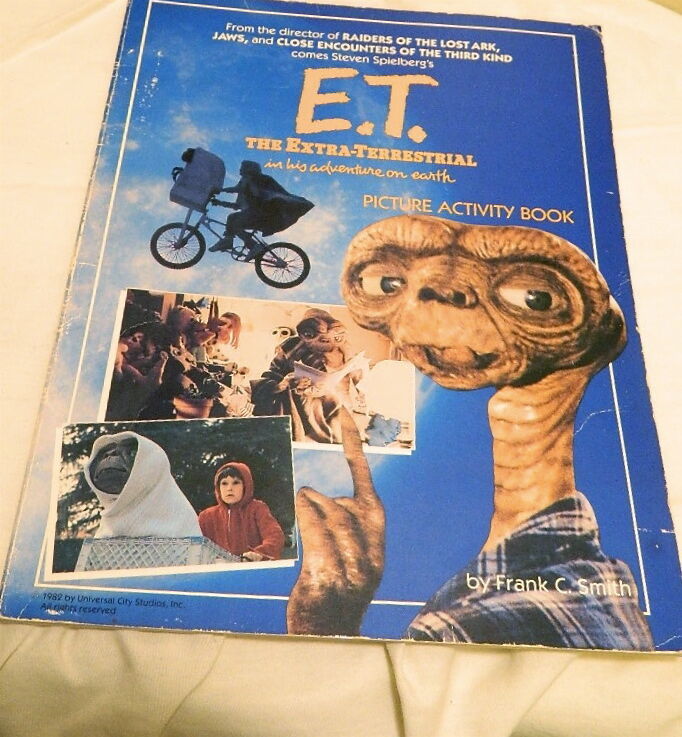 From the director of RAIDERS OF THE LOST ARK,
JAWS, and CLOSE ENCOUNTERS OF THE THIRD KIND
comes Steven Spielberg's
E.T.
THE EXTRA-TERRESTRIAL
in his adventure on earth
PICTURE ACTIVITY BOOK
by Frank C. Smith
© 1982 by Universal City Studios, Inc.
All rights reserved